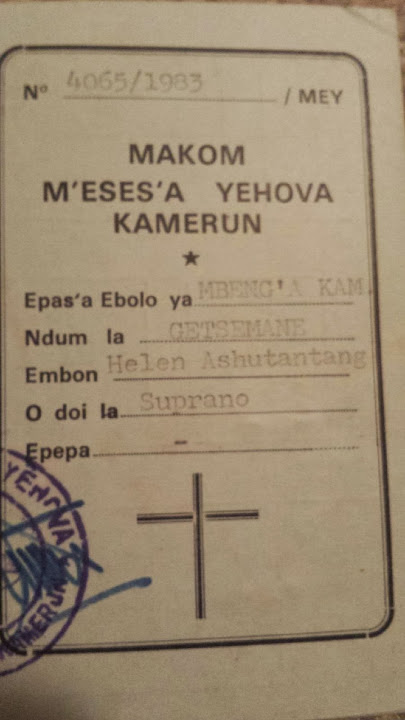 Nº 4065/1983 / MEY
MAKOM
M'ESES'A YEHOVA
KAMERUN
Epas'a Ebolo ya MBENG'A KAM.
Ndum la GETSEMANE
Embon Helen Ashutantang
O doi la Suprano
Epepa -
YEHOVA